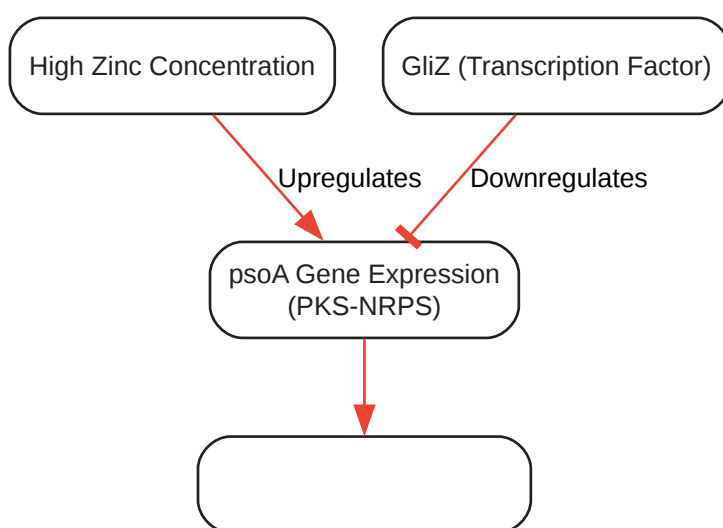 High Zinc Concentration
GliZ (Transcription Factor)
Upregulates
Downregulates
psoA Gene Expression
(PKS-NRPS)